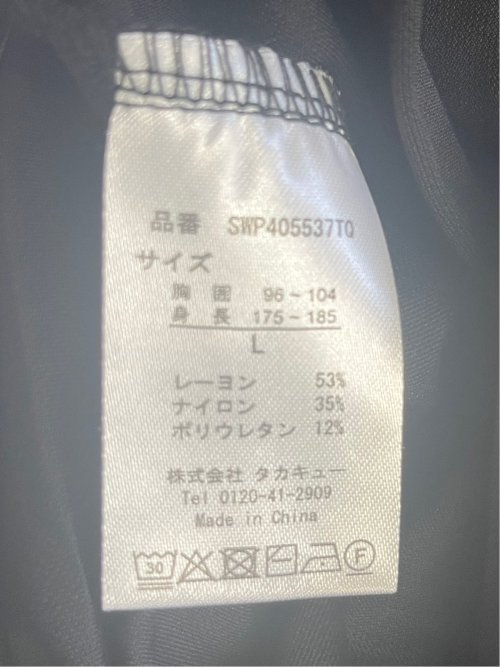 品番 SWP405537TQ
サイズ
胸囲 96～104
身長 175～185
L
レーヨン 53%
ナイロン 35%
ポリウレタン 12%
株式会社 タカキュー
Tel 0120-41-2909
Made in China
30 F